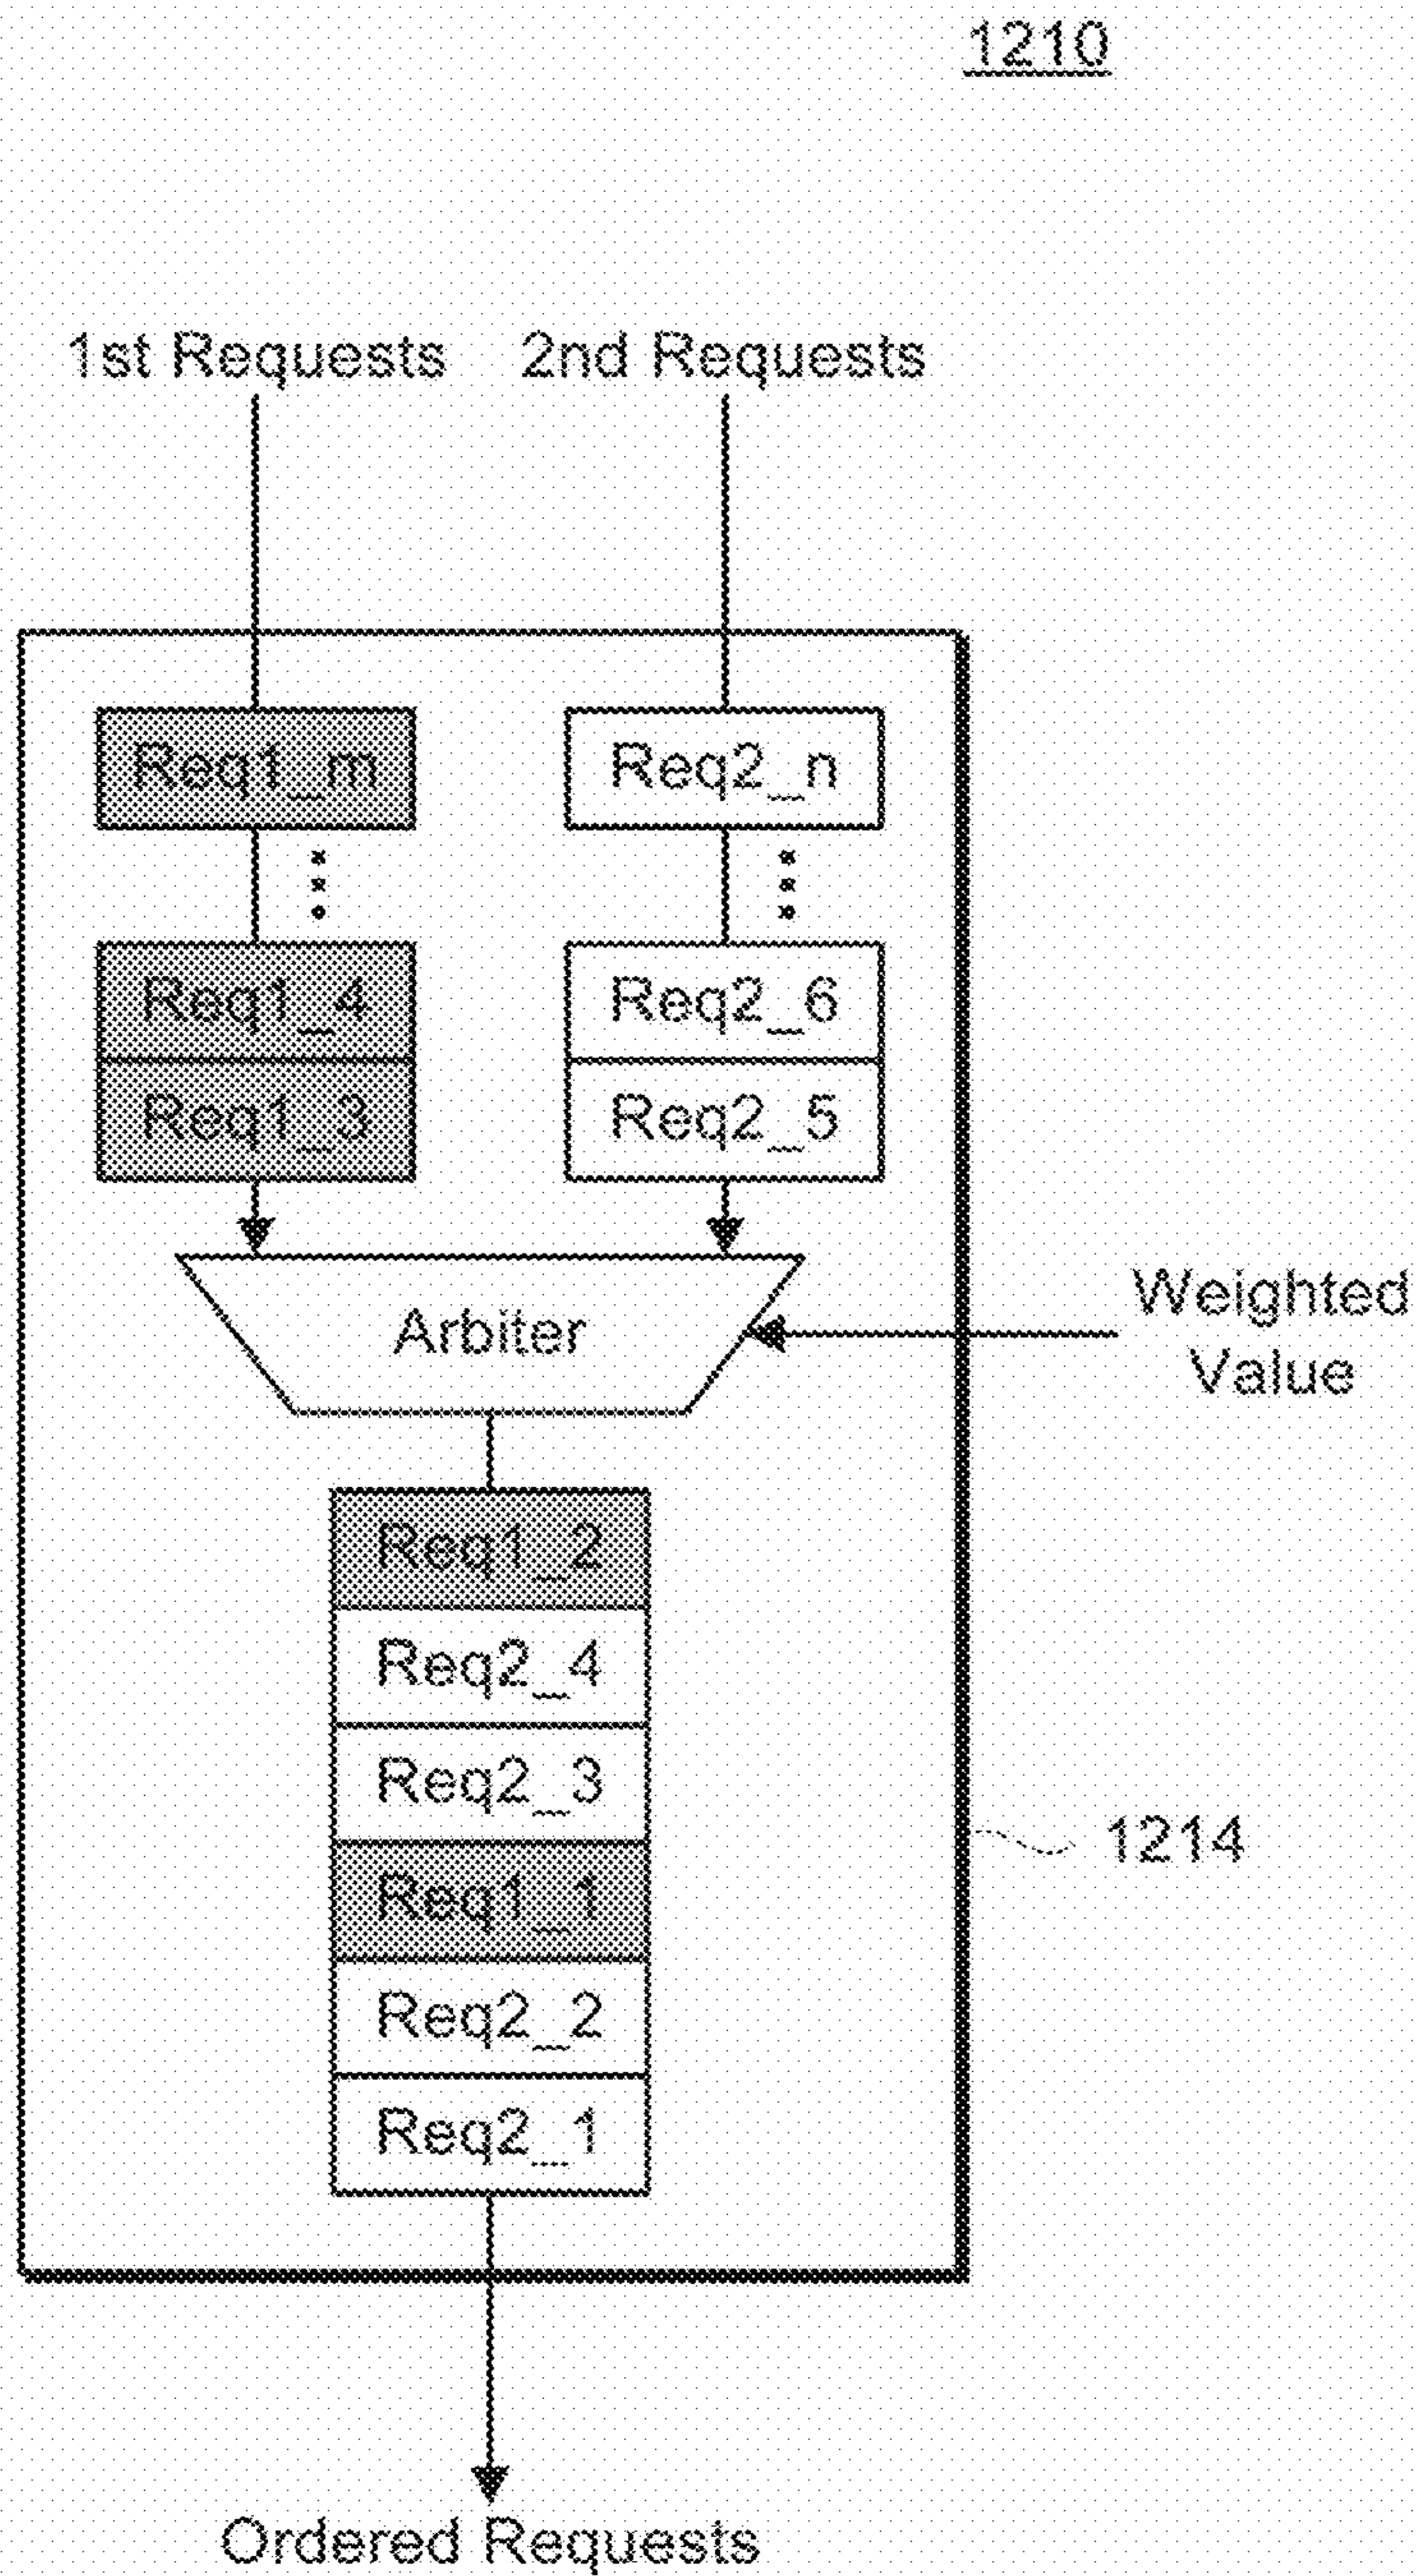 1210
1st Requests 2nd Requests
Req1_m Req2_n
Req1_4 Req2_6
Req1_3 Req2_5
Arbiter
Weighted
Value
Req1_2
Req2_4
Req2_3
1214
Req1_1
Req2_2
Req2_1
Ordered Requests